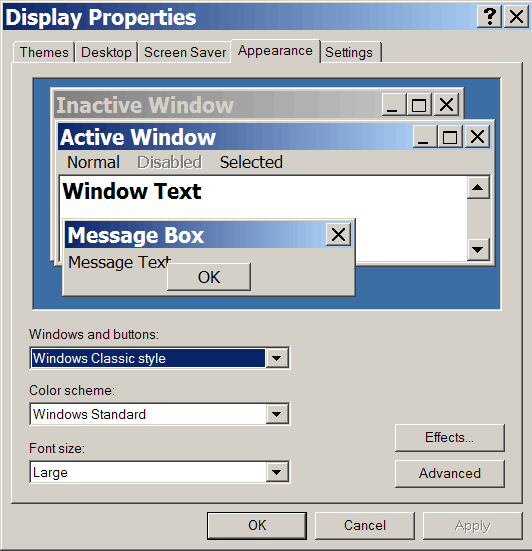 Display Properties
Themes Desktop Screen Saver Appearance Settings
Inactive Window
Active Window
Normal Disabled Selected
Window Text
Message Box
Message Text
OK
Windows and buttons:
Windows Classic style
Color scheme:
Windows Standard
Font size:
Large
Effects...
Advanced
OK Cancel Apply